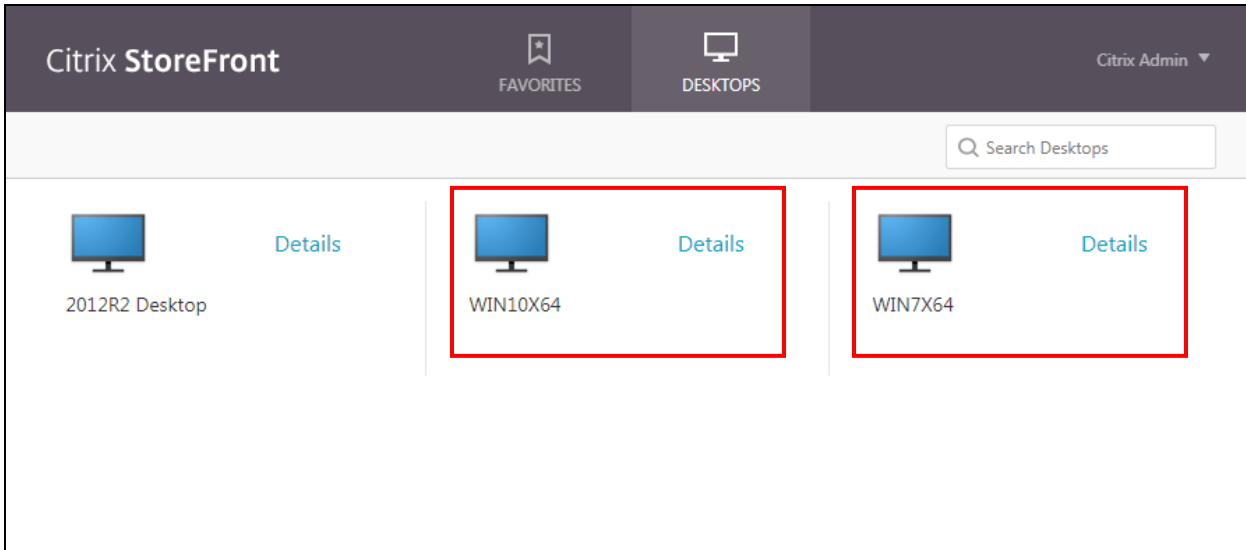 Citrix StoreFront
FAVORITES
DESKTOPS
Citrix Admin
Search Desktops
Details
2012R2 Desktop
Details
WIN10X64
Details
WIN7X64